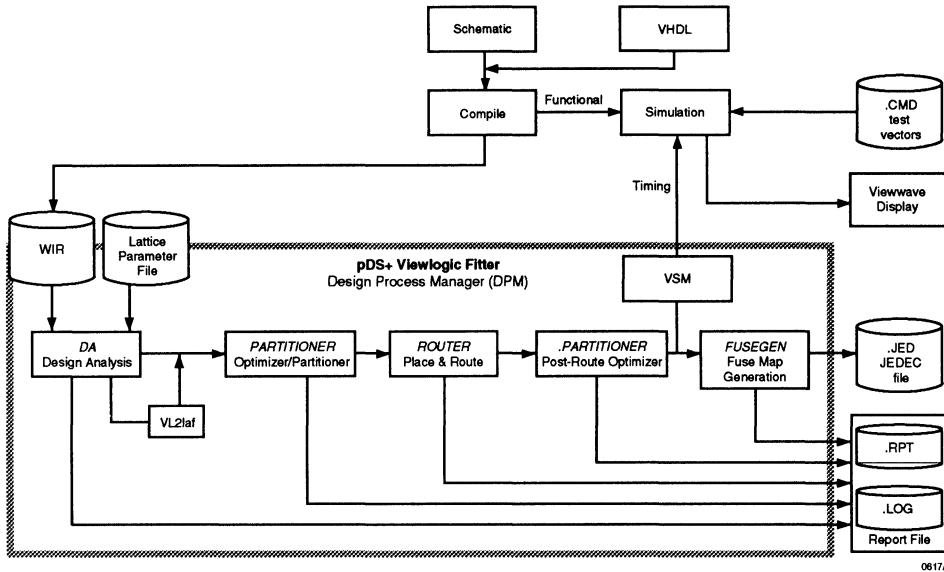 Schematic
VHDL
Compile
Functional
Simulation
.CMD
test
vectors
Timing
Viewwave
Display
WIR
Lattice
Parameter
File
pDS+ Viewlogic Fitter
Design Process Manager (DPM)
VSM
DA
Design Analysis
PARTITIONER
Optimizer/Partitioner
ROUTER
Place & Route
.PARTITIONER
Post-Route Optimizer
FUSEGEN
Fuse Map
Generation
.JED
JEDEC
file
VL2laf
.RPT
.LOG
Report File
0617/